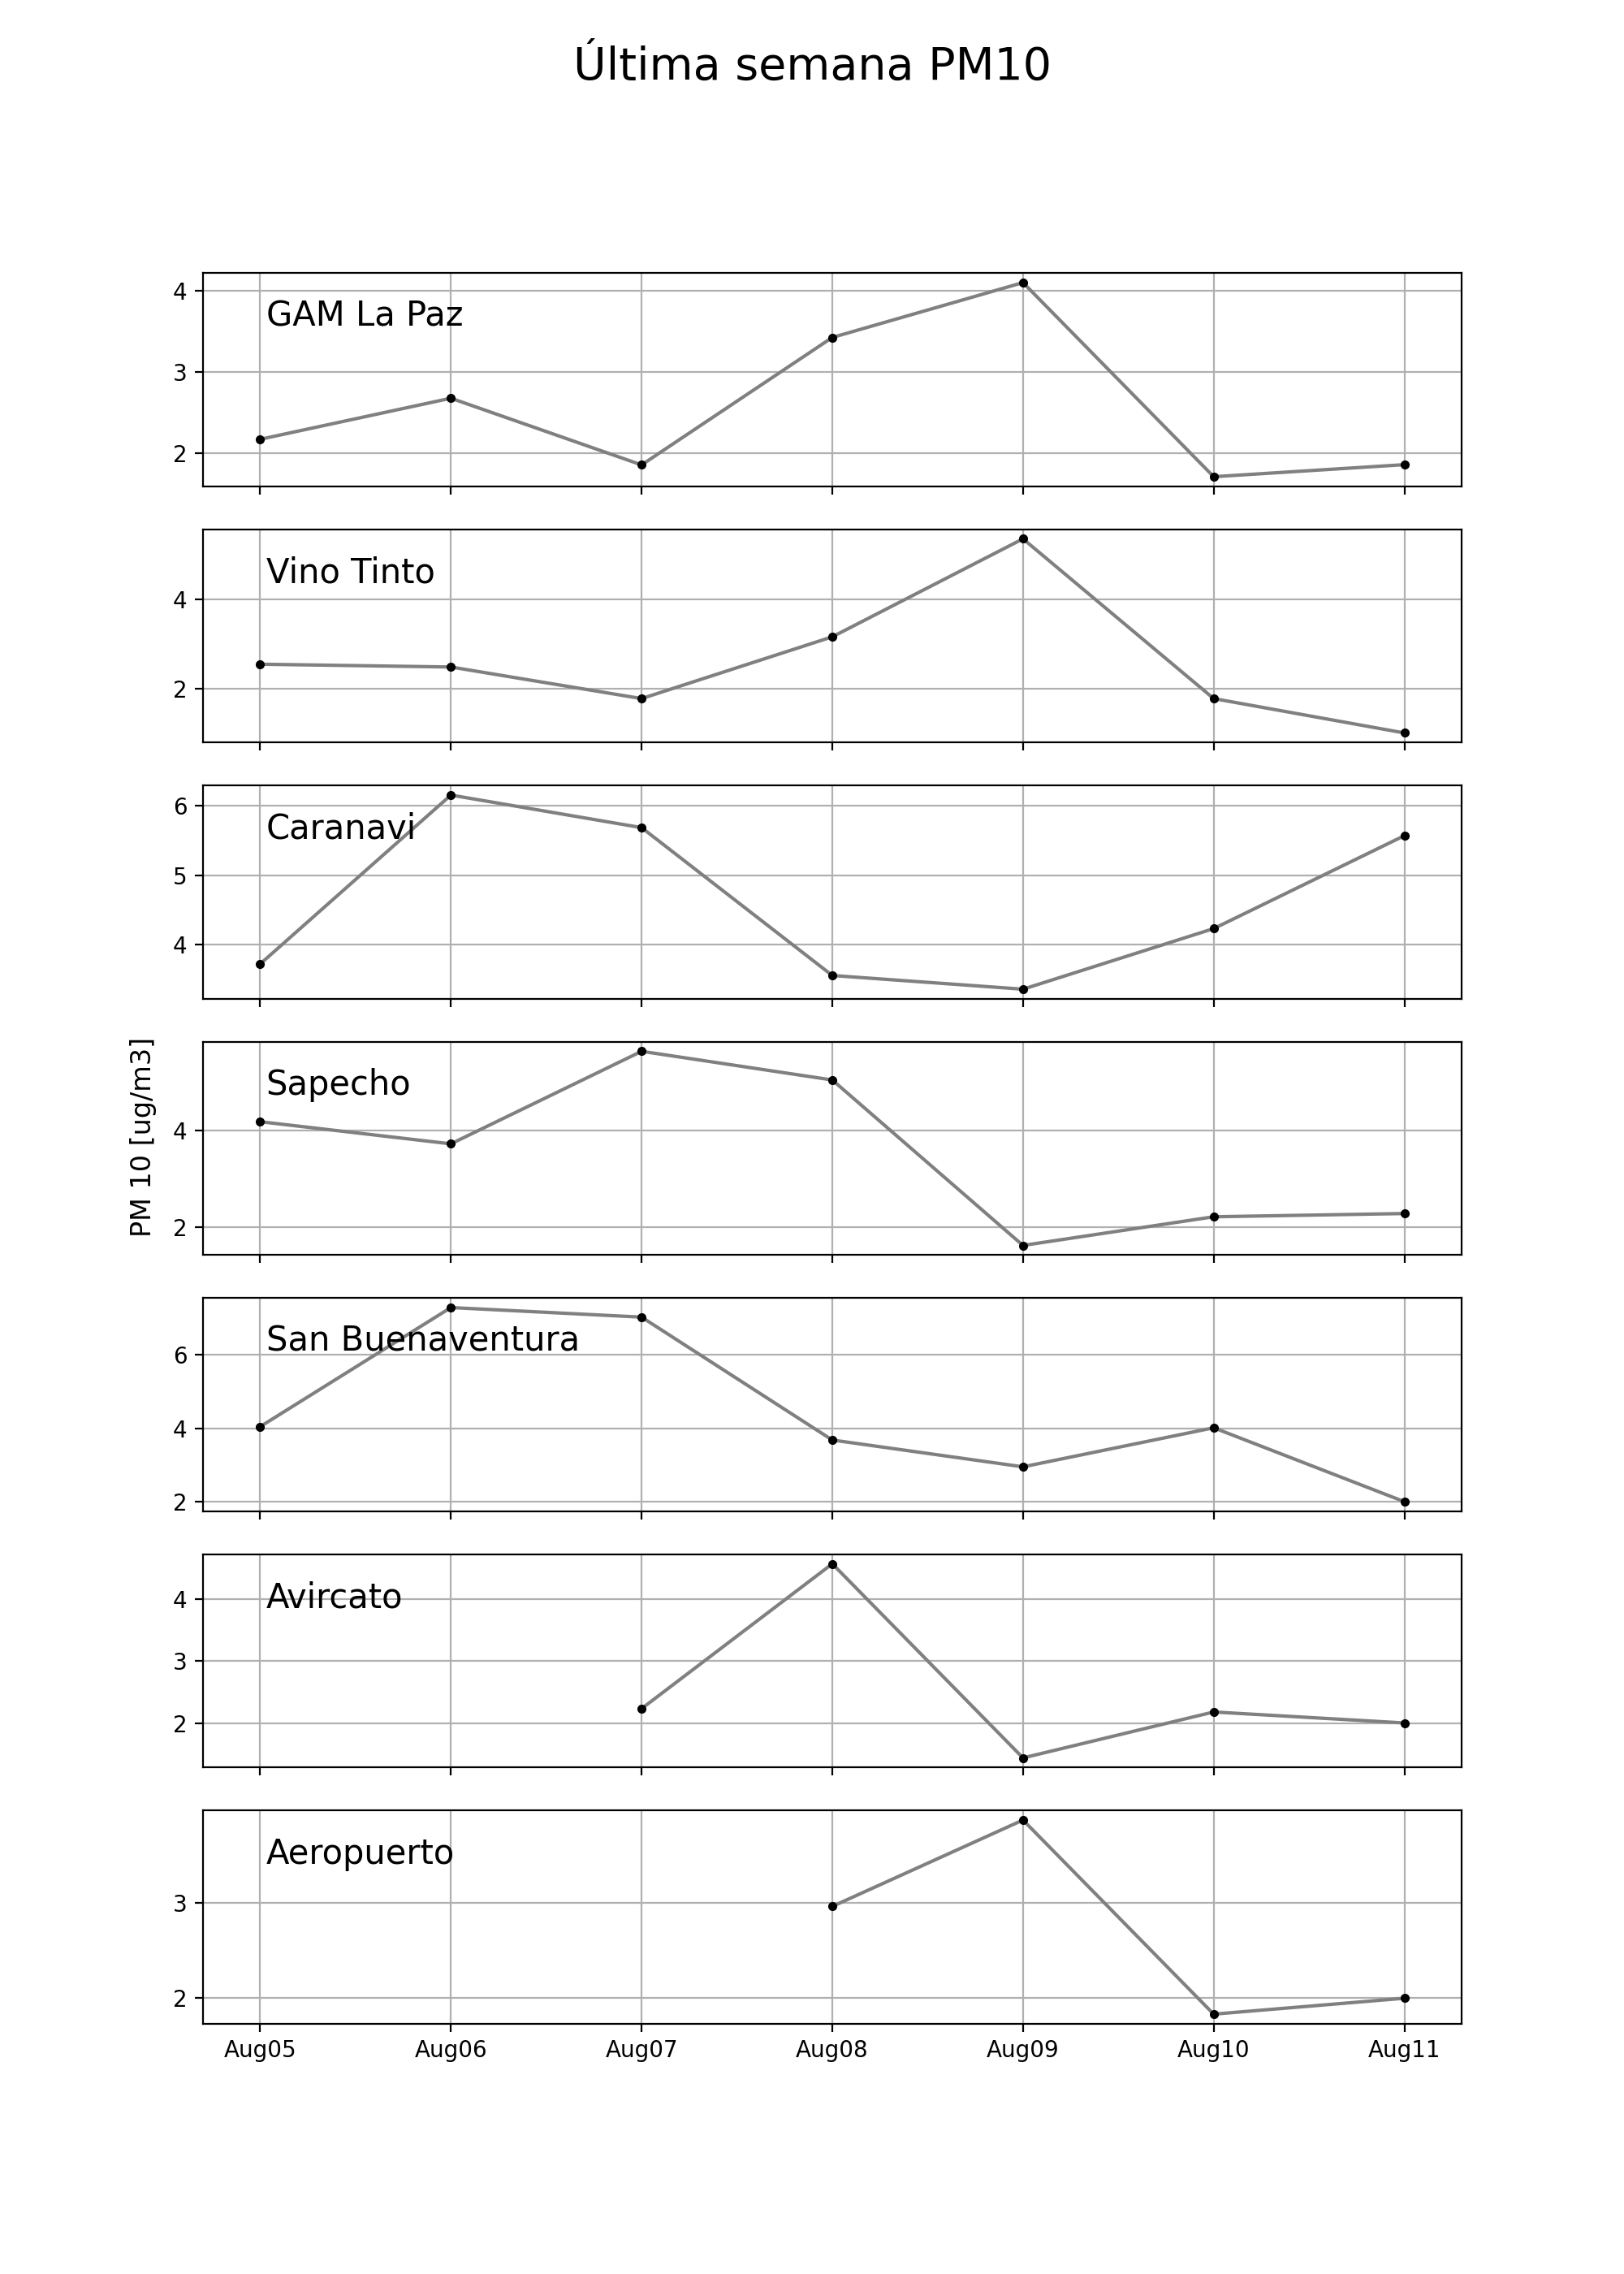 Última semana PM10
4
GAM La Paz
3
2
Vino Tinto
4
2
6
Caranavi
5
4
PM 10 [ug/m3]
Sapecho
4
2
San Buenaventura
6
4
2
Avircato
4
3
2
Aeropuerto
3
2
Aug05 Aug06 Aug07 Aug08 Aug09 Aug10 Aug11